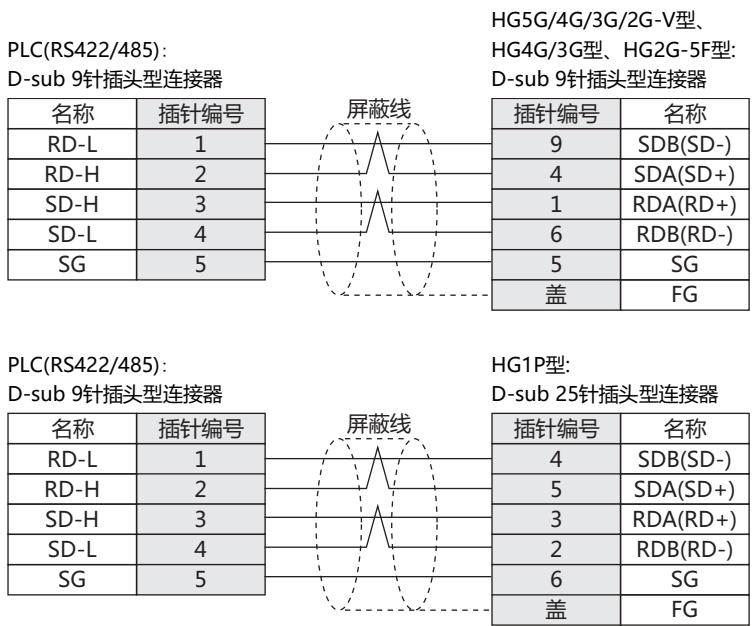 HG5G/4G/3G/2G-V型、
PLC(RS422/485): HG4G/3G型、HG2G-5F型:
D-sub 9针插头型连接器 D-sub 9针插头型连接器
名称 插针编号 屏蔽线 插针编号 名称
RD-L 1 9 SDB(SD-)
RD-H 2 4 SDA(SD+)
SD-H 3 1 RDA(RD+)
SD-L 4 6 RDB(RD-)
SG 5 5 SG
盖 FG
PLC(RS422/485): HG1P型:
D-sub 9针插头型连接器 D-sub 25针插头型连接器
名称 插针编号 屏蔽线 插针编号 名称
RD-L 1 4 SDB(SD-)
RD-H 2 5 SDA(SD+)
SD-H 3 3 RDA(RD+)
SD-L 4 2 RDB(RD-)
SG 5 6 SG
盖 FG